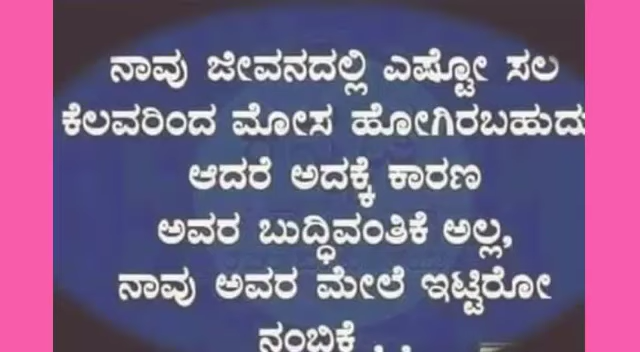 ನಾವು ಜೀವನದಲ್ಲಿ ಎಷ್ಟೋ ಸಲ
ಕೆಲವರಿಂದ ಮೋಸ ಹೋಗಿರಬಹುದು
ಆದರೆ ಅದಕ್ಕೆ ಕಾರಣ
ಅವರ ಬುದ್ಧಿವಂತಿಕೆ ಅಲ್ಲ,
ನಾವು ಅವರ ಮೇಲೆ ಇಟ್ಟಿರೋ
ನಂಬಿಕೆ . .